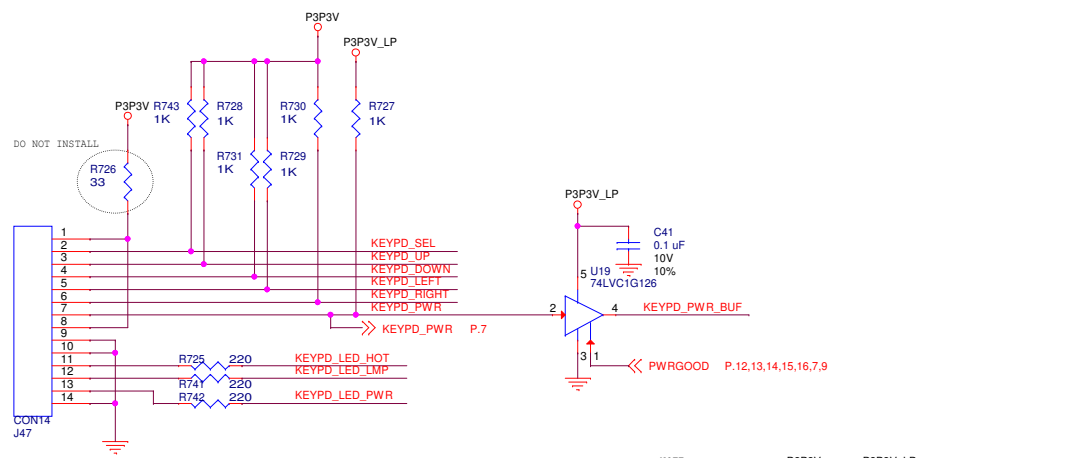 P3P3V
P3P3V_LP
P3P3V
R743
1K
R728
1K
R730
1K
R727
1K
DO NOT INSTALL
R726
33
R731
1K
R729
1K
P3P3V_LP
C41
0.1 uF
10V
10%
5
U19
74LVC1G126
1
2
KEYPD_SEL
3
KEYPD_UP
4
KEYPD_DOWN
5
KEYPD_LEFT
6
KEYPD_RIGHT
7
KEYPD_PWR
2
4
KEYPD_PWR_BUF
8
KEYPD_PWR P.7
9
10
3
1
PWRGOOD P.12,13,14,15,16,7,9
11
R725
220
KEYPD_LED_HOT
12
KEYPD_LED_LMP
13
R741
220
14
R742
220
KEYPD_LED_PWR
CON14
J47